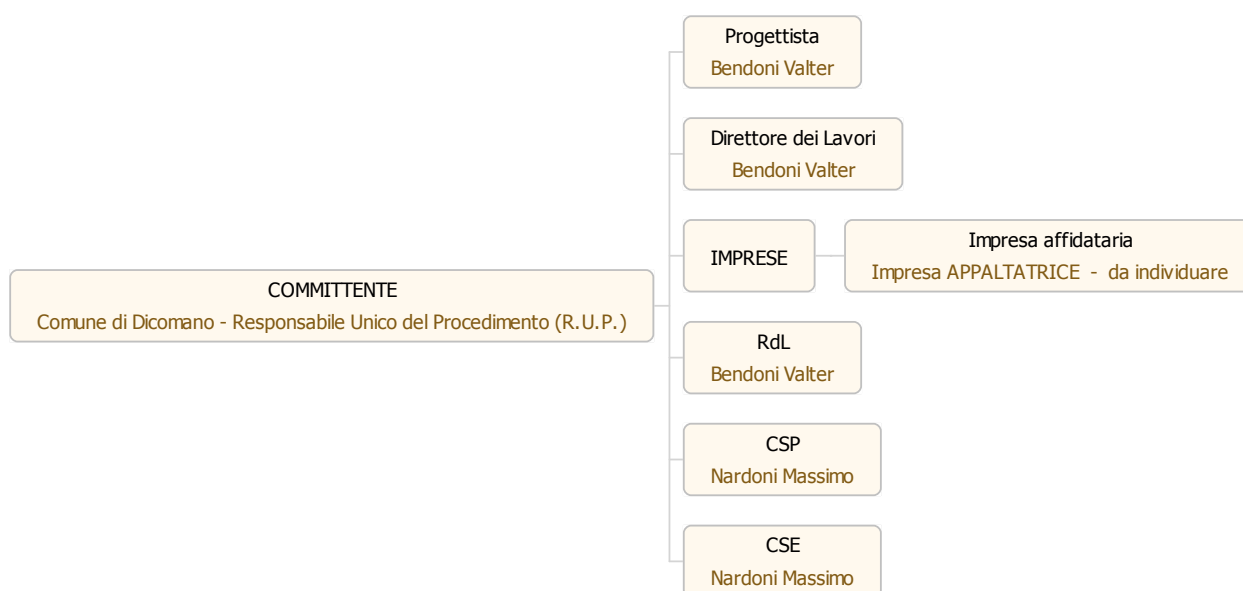 Progettista
Bendoni Valter
Direttore dei Lavori
Bendoni Valter
IMPRESE
Impresa affidataria
Impresa APPALTATRICE - da individuare
COMMITTENTE
Comune di Dicomano - Responsabile Unico del Procedimento (R.U.P.)
RdL
Bendoni Valter
CSP
Nardoni Massimo
CSE
Nardoni Massimo